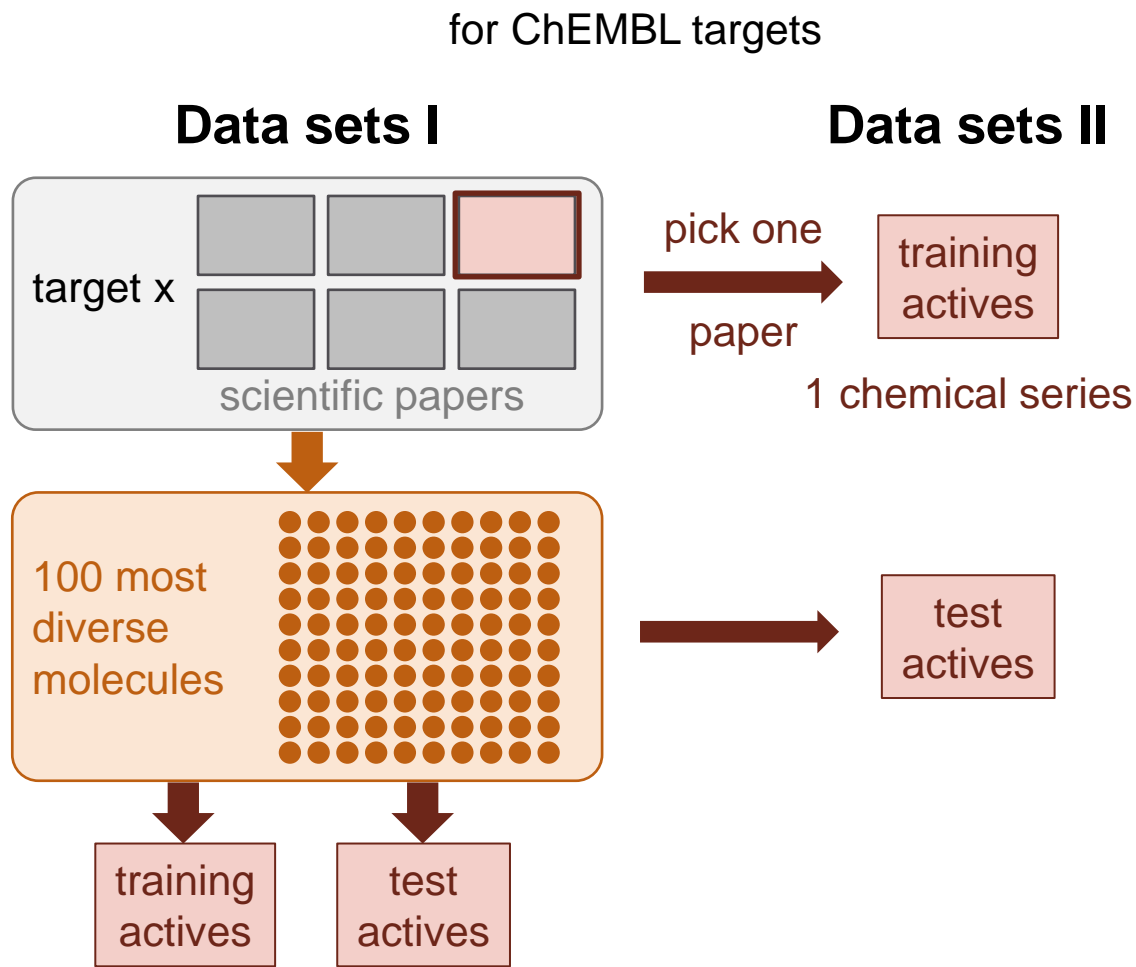 for ChEMBL targets
Data sets I
Data sets II
target x
scientific papers
pick one
paper
training
actives
1 chemical series
100 most
diverse
molecules
test
actives
training
actives
test
actives